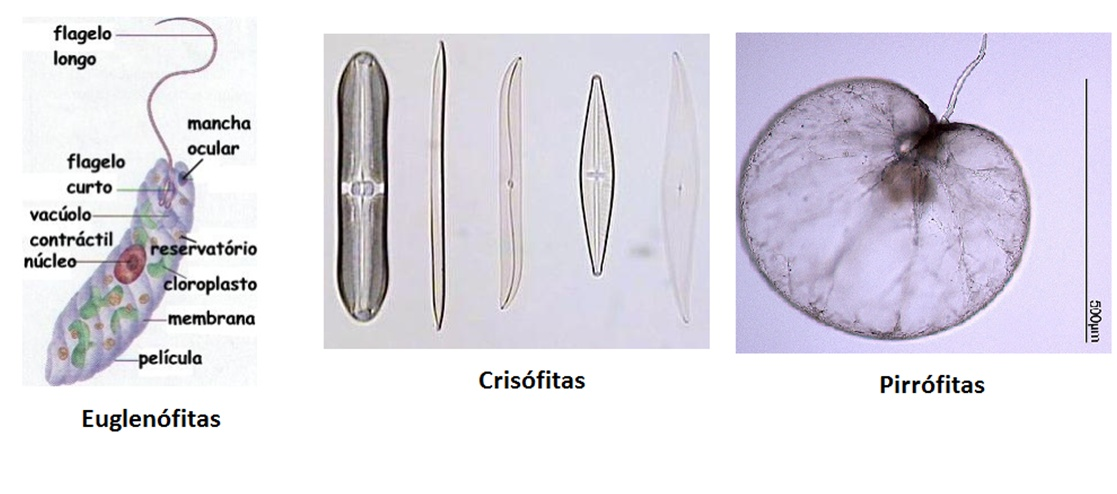 flagelo
longo
mancha
ocular
flagelo
curto
vacúolo
contráctil
núcleo
reservatório
cloroplasto
membrana
película
Euglenófitas
Crisófitas
500µm
Pirrófitas